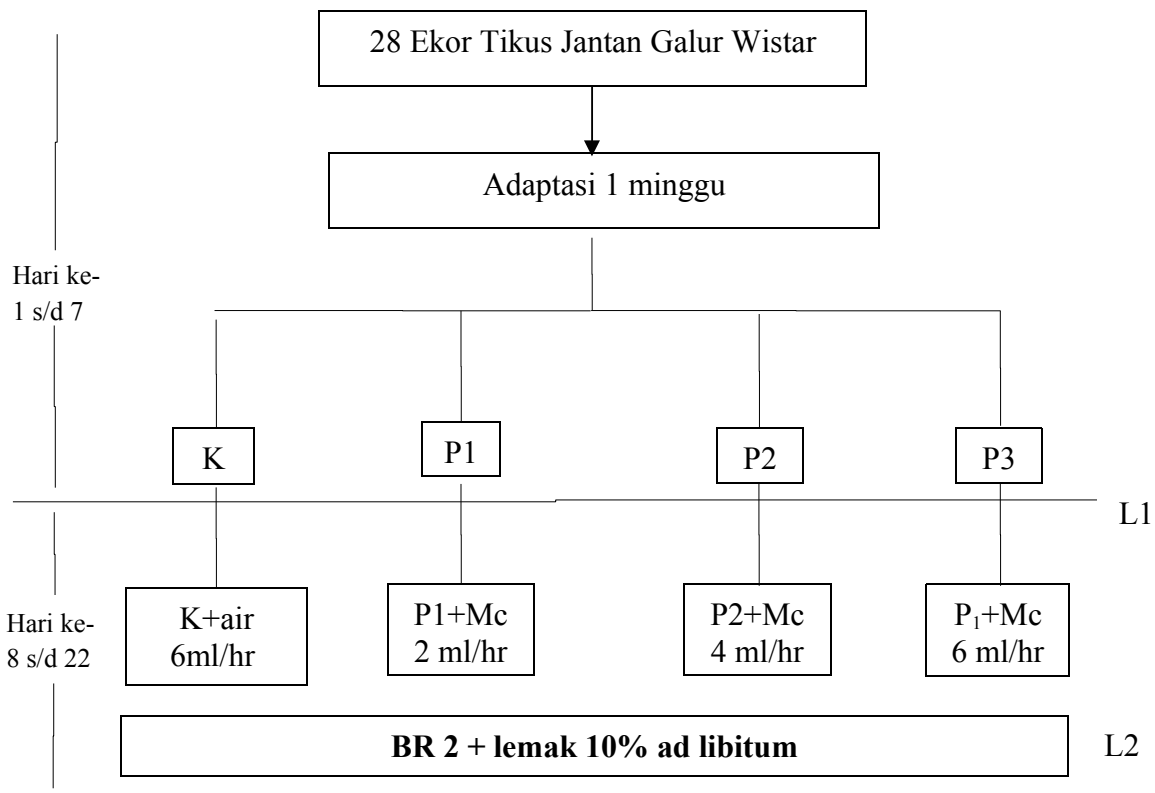 28 Ekor Tikus Jantan Galur Wistar
Adaptasi 1 minggu
Hari ke-
1 s/d 7
K
P1
P2
P3
L1
Hari ke-
8 s/d 22
K+air
6ml/hr
P1+Mc
2 ml/hr
P2+Mc
4 ml/hr
P₁+Mc
6 ml/hr
BR 2 + lemak 10% ad libitum
L2